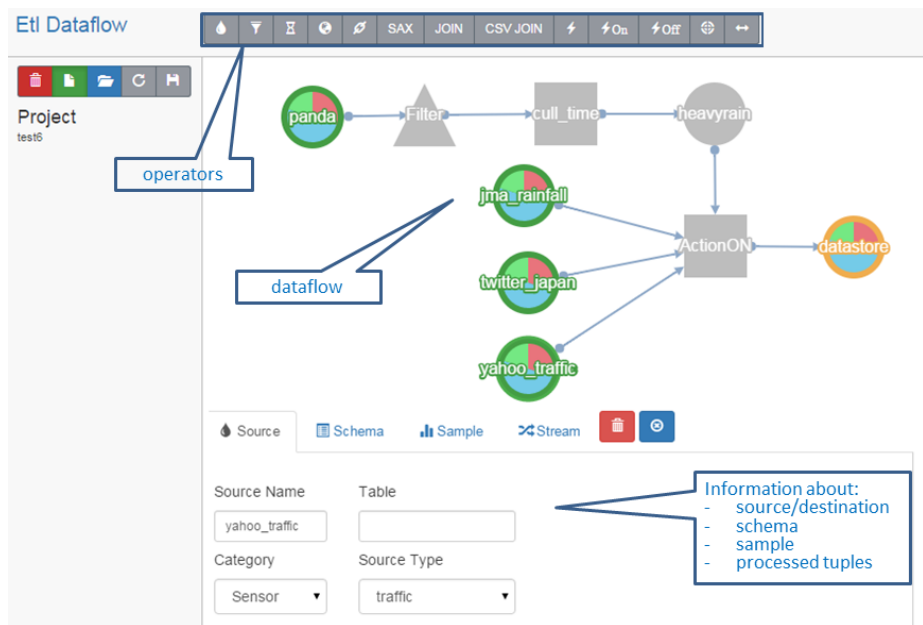 Etl Dataflow
SAX JOIN CSV JOIN On Off
Project
test6
operators
panda
Filter
cull_time
heavyrain
jma_rainfall
dataflow
twitter_japan
yahoo_traffic
ActionON
datastore
Source Schema Sample Stream
Source Name Table
yahoo_traffic
Category Source Type
Sensor traffic
Information about:
- source/destination
- schema
- sample
- processed tuples